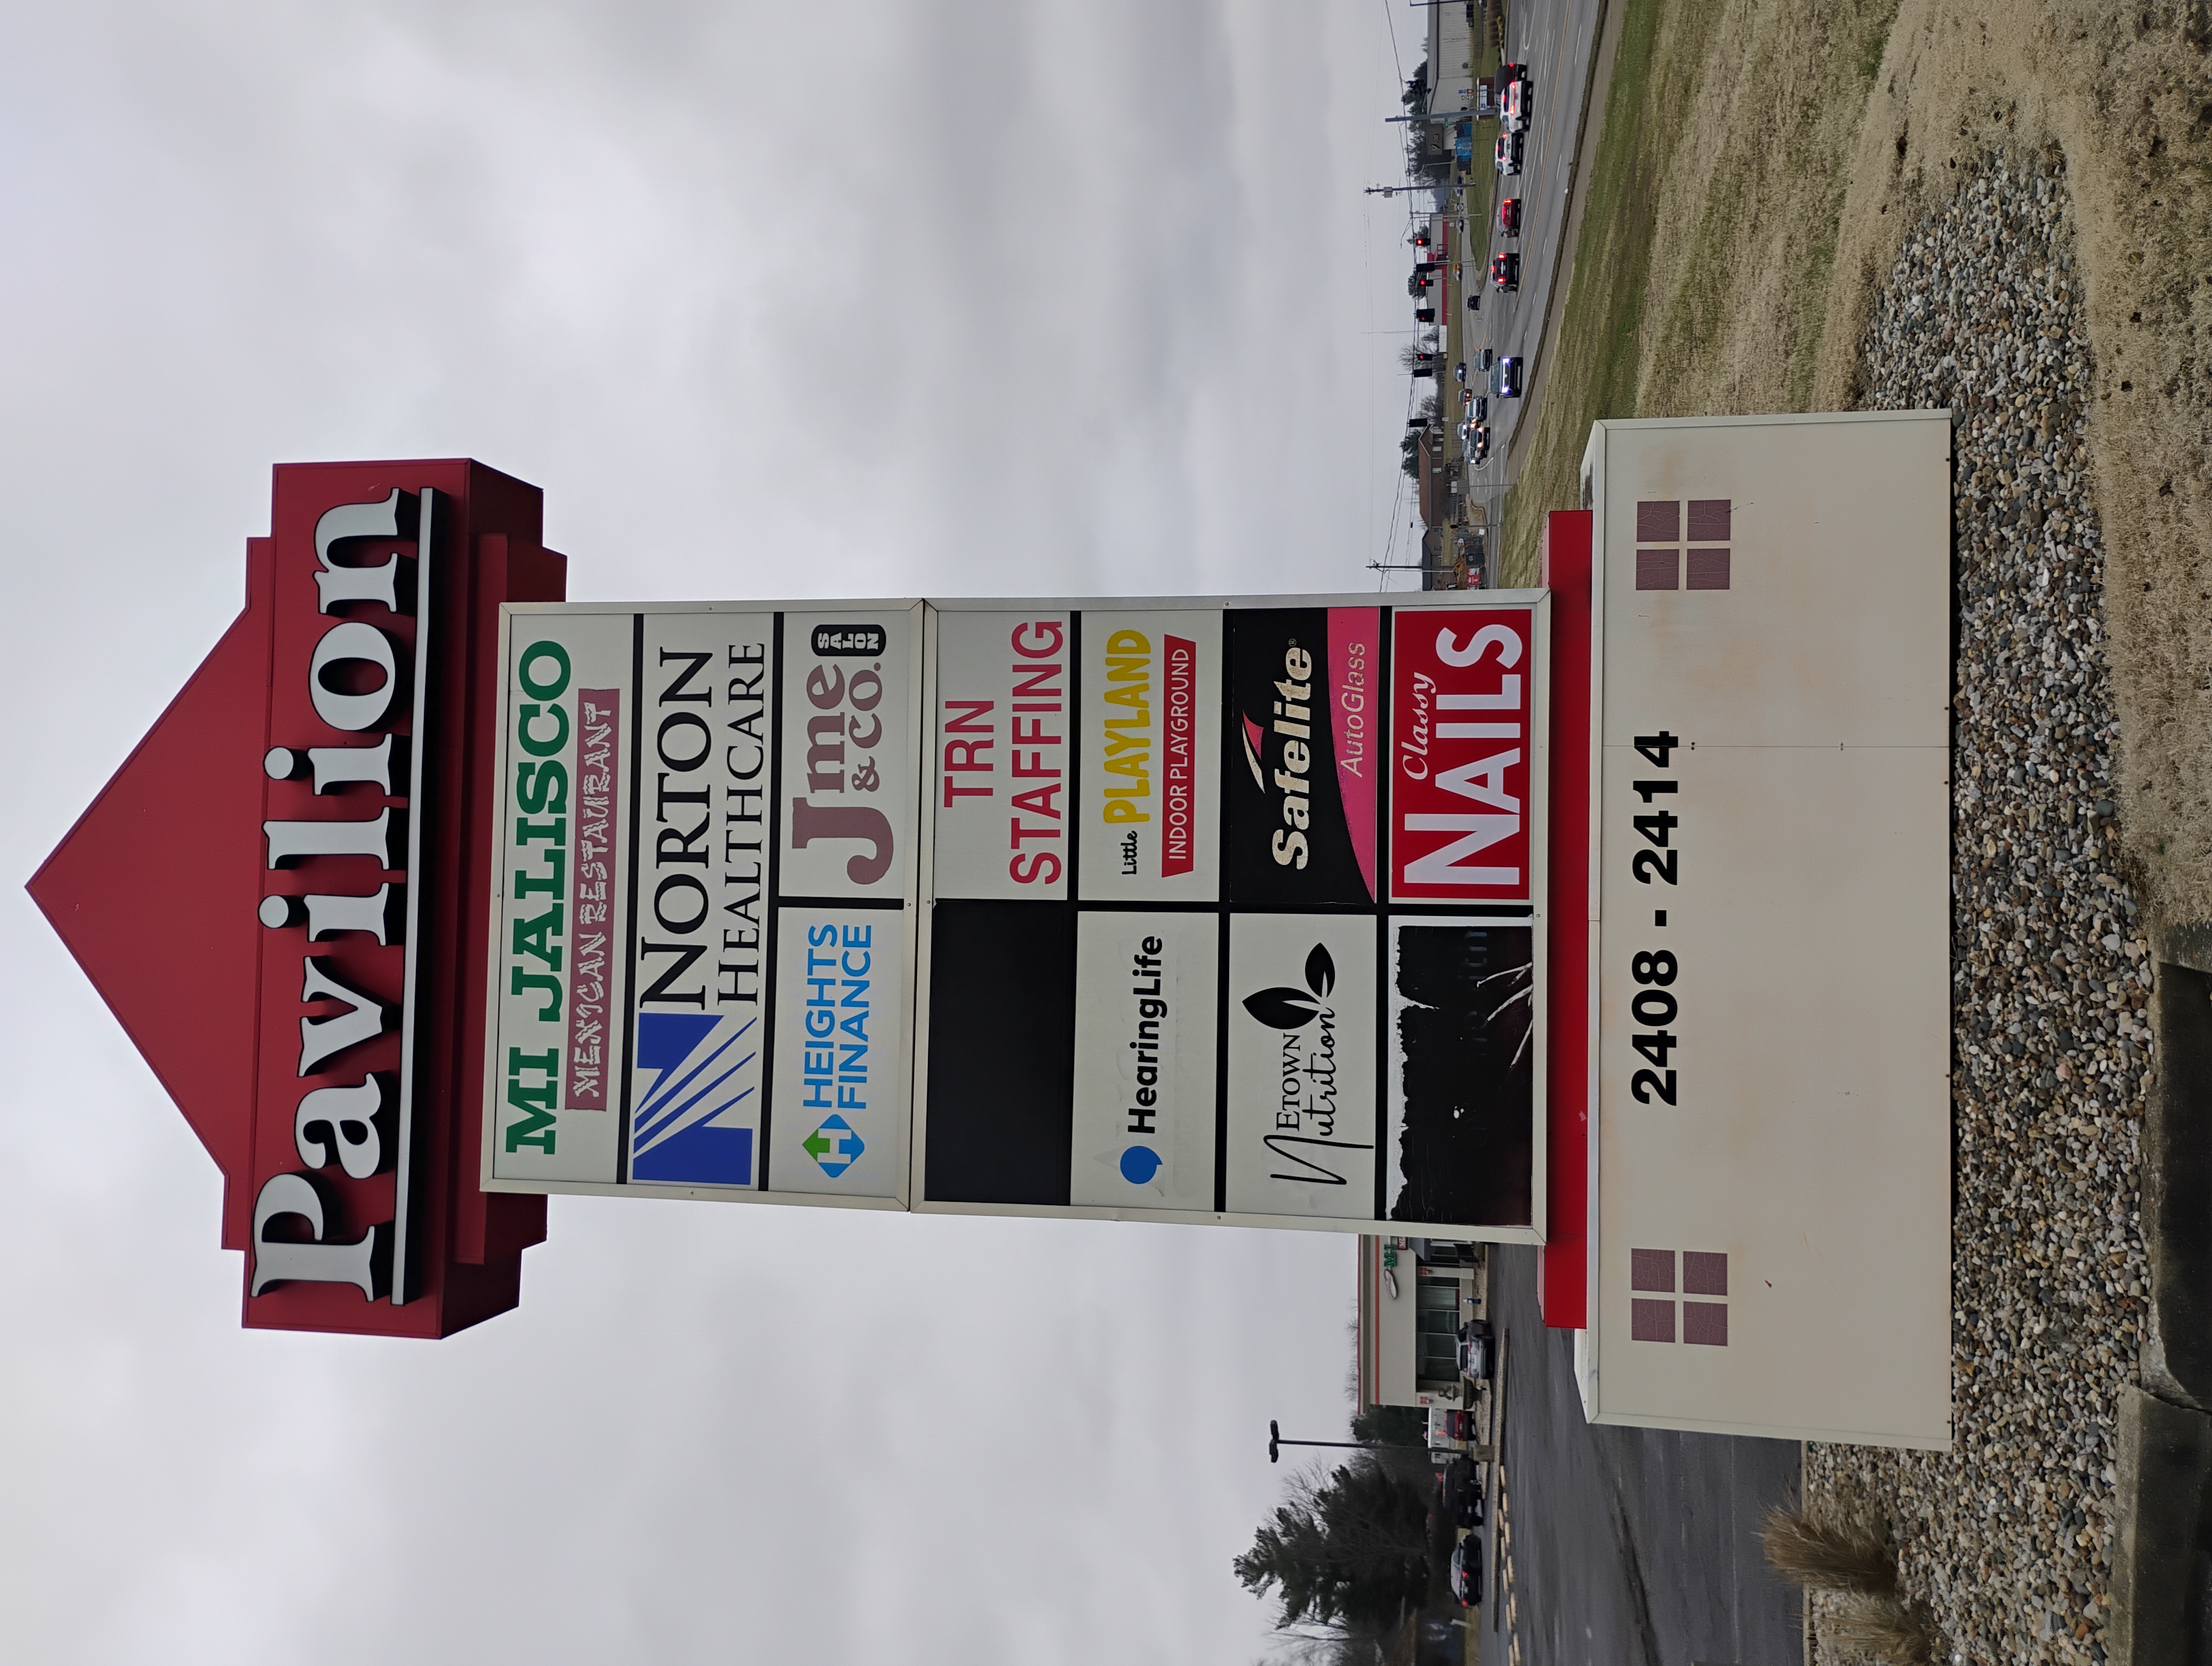 Pavilion
MI JALISCO
MEXICAN RESTAURANT
NORTON
HEALTHCARE
HEIGHTS
FINANCE
Jme
& CO.
SALON
TRN
STAFFING
HearingLife
Little PLAYLAND
INDOOR PLAYGROUND
ETOWN
Nutrition
Safelite®
AutoGlass
Classy
NAILS
2408 - 2414